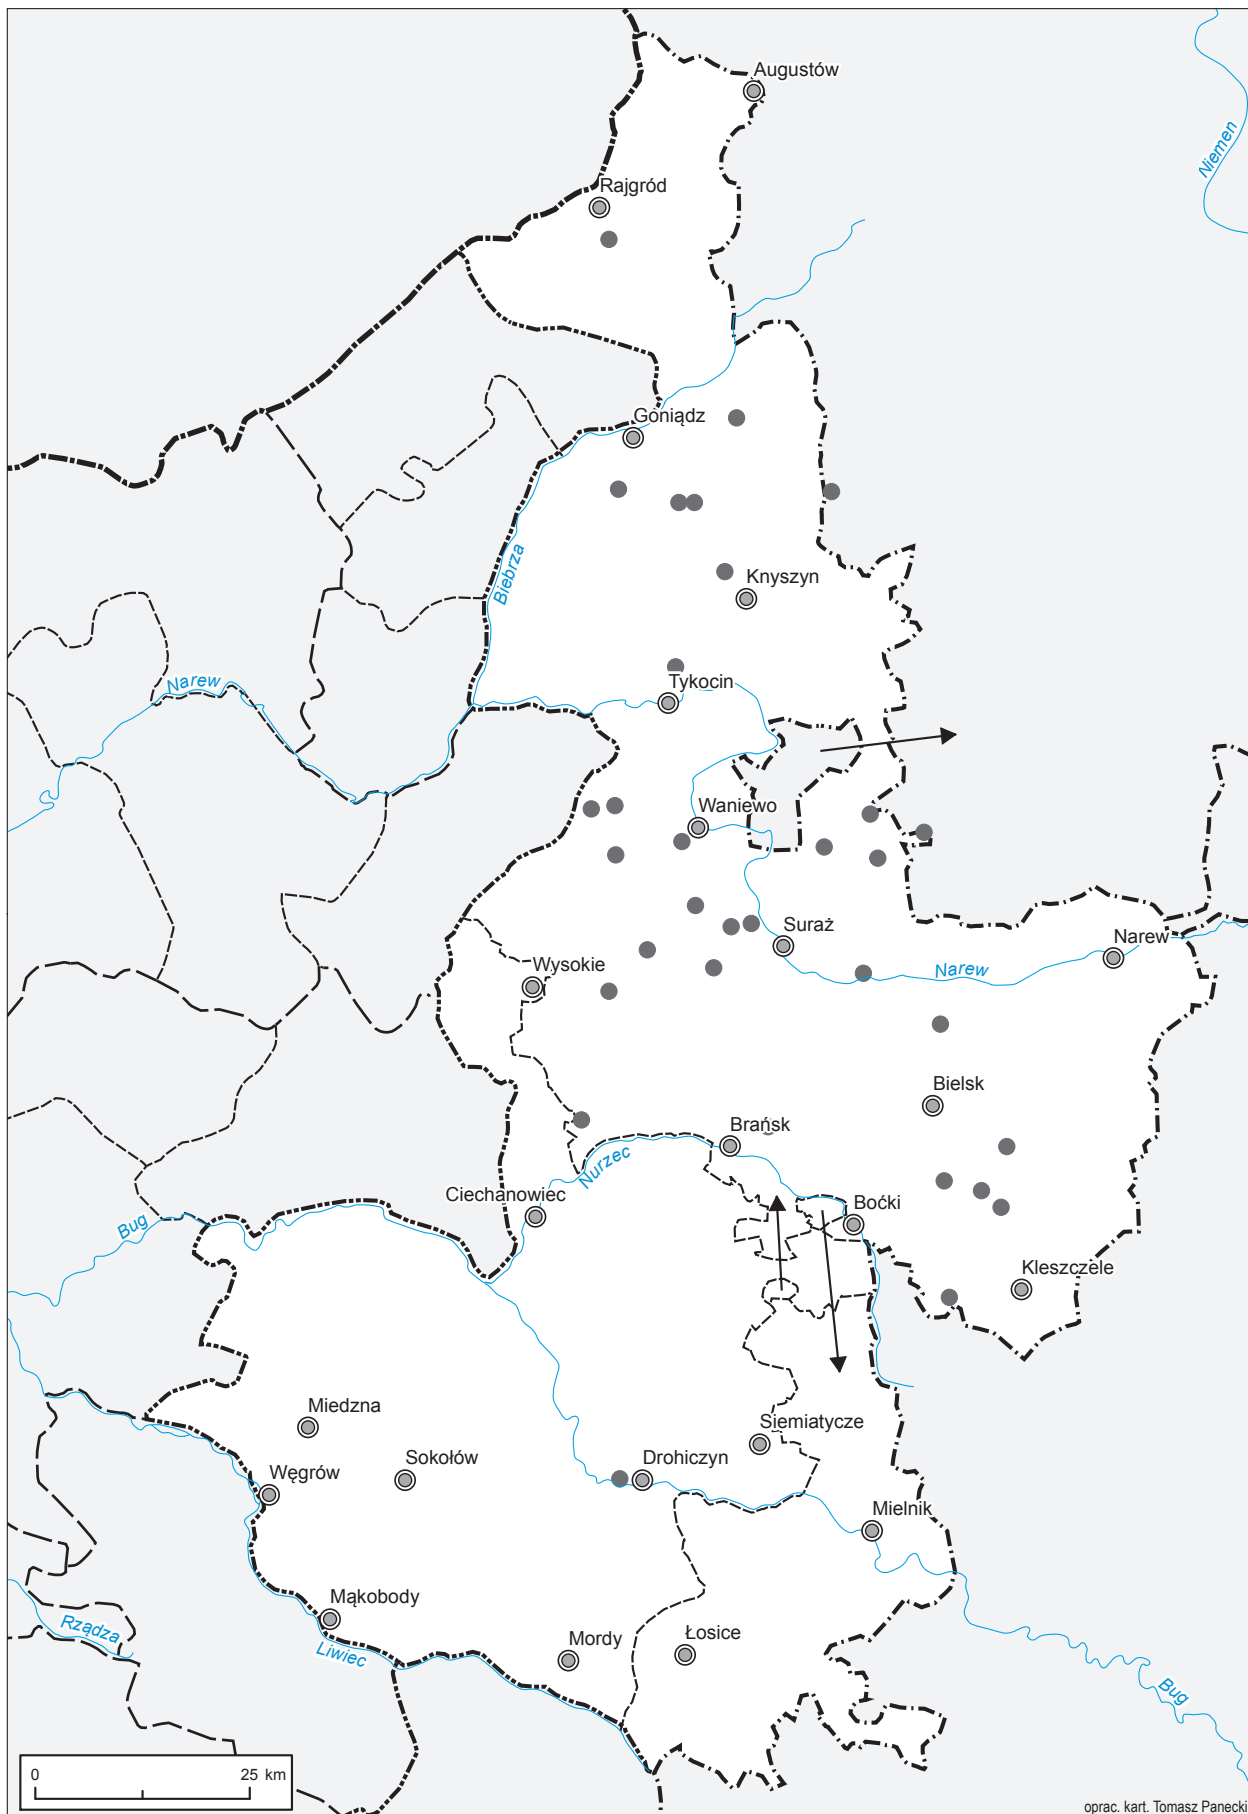 Augustów
Niemen
Rajgród
Goniądz
Biebrza
Knyszyn
Narew
Tykocin
Waniewo
Suraż
Narew
Narew
Wysokie
Bielsk
Brańsk
Nurzec
Ciechanowiec
Boćki
Bug
Kleszczele
Miedzna
Siemiatycze
Sokołów
Drohiczyn
Węgrów
Mielnik
Mąkobody
Rządza
Liwiec
Mordy
Łosice
Bug
0 25 km
oprac. kart. Tomasz Panecki